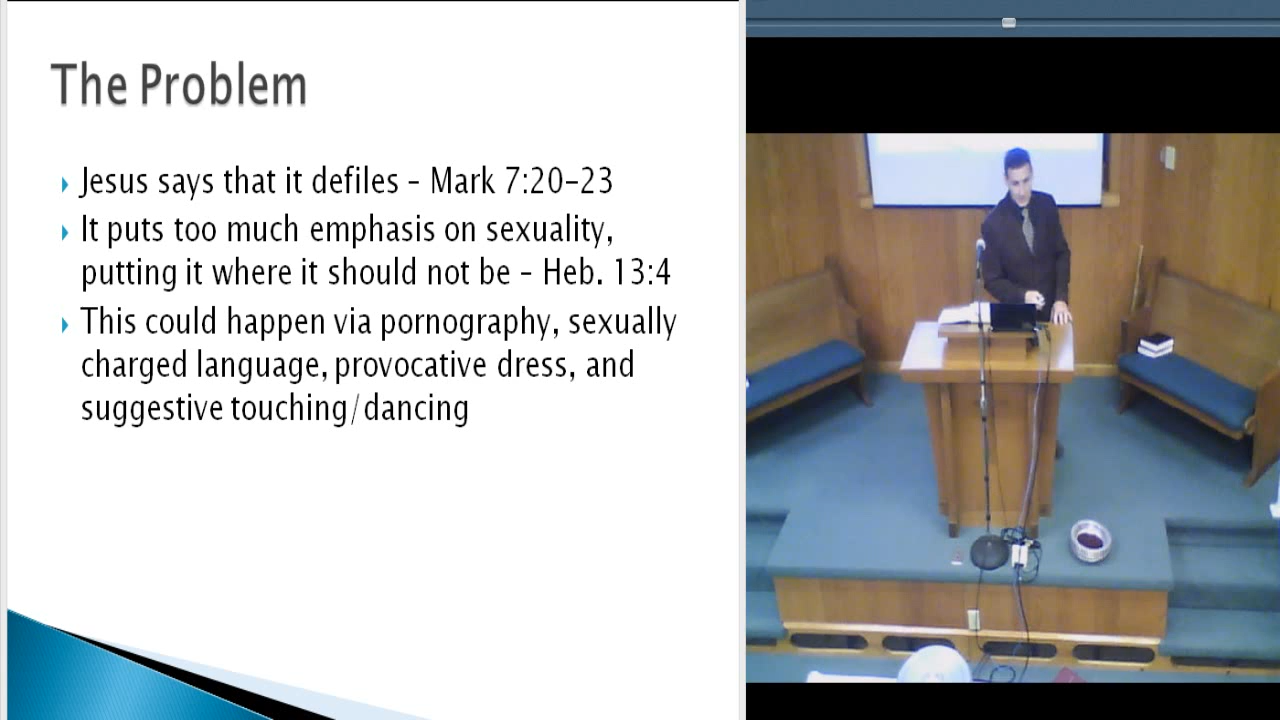 The Problem
Jesus says that it defiles – Mark 7:20–23
It puts too much emphasis on sexuality,
putting it where it should not be – Heb. 13:4
This could happen via pornography, sexually
charged language, provocative dress, and
suggestive touching/dancing